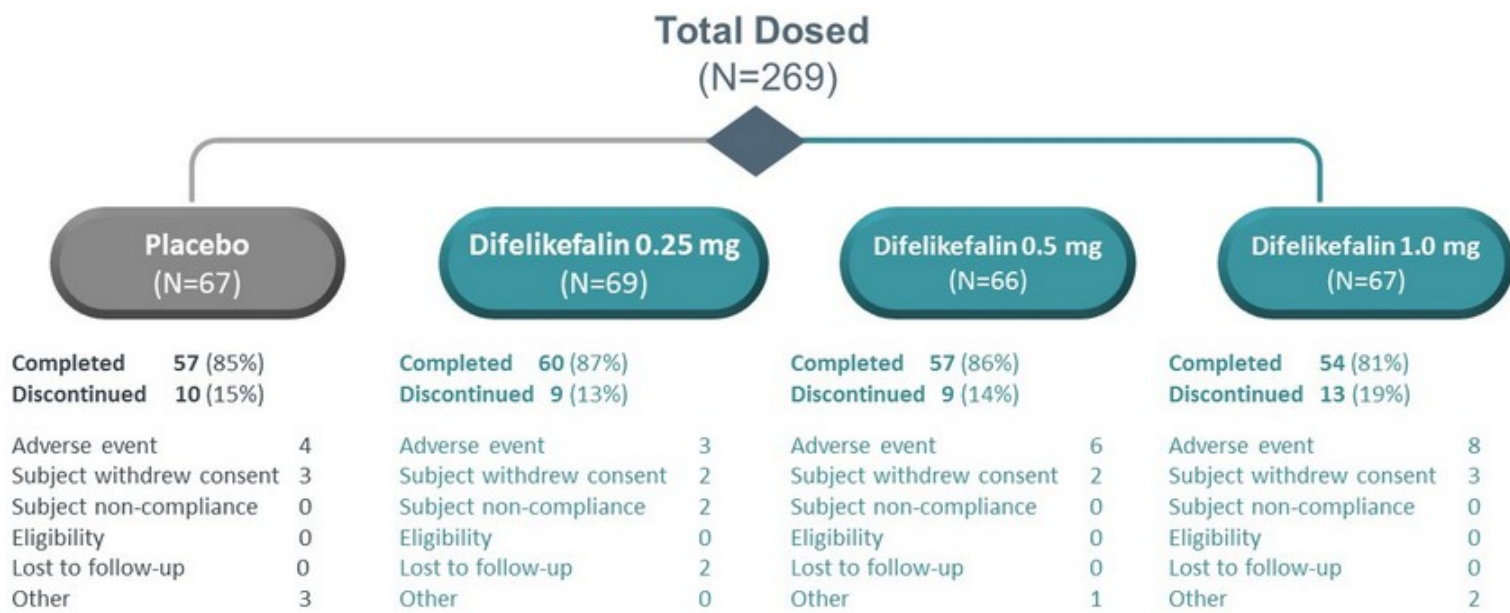 Total Dosed
(N=269)
Placebo
(N=67)
Difelikefalin 0.25 mg
(N=69)
Difelikefalin 0.5 mg
(N=66)
Difelikefalin 1.0 mg
(N=67)
Completed 57 (85%)
Discontinued 10 (15%)
Adverse event 4
Subject withdrew consent 3
Subject non-compliance 0
Eligibility 0
Lost to follow-up 0
Other 3
Completed 60 (87%)
Discontinued 9 (13%)
Adverse event 3
Subject withdrew consent 2
Subject non-compliance 2
Eligibility 0
Lost to follow-up 2
Other 0
Completed 57 (86%)
Discontinued 9 (14%)
Adverse event 6
Subject withdrew consent 2
Subject non-compliance 0
Eligibility 0
Lost to follow-up 0
Other 1
Completed 54 (81%)
Discontinued 13 (19%)
Adverse event 8
Subject withdrew consent 3
Subject non-compliance 0
Eligibility 0
Lost to follow-up 0
Other 2